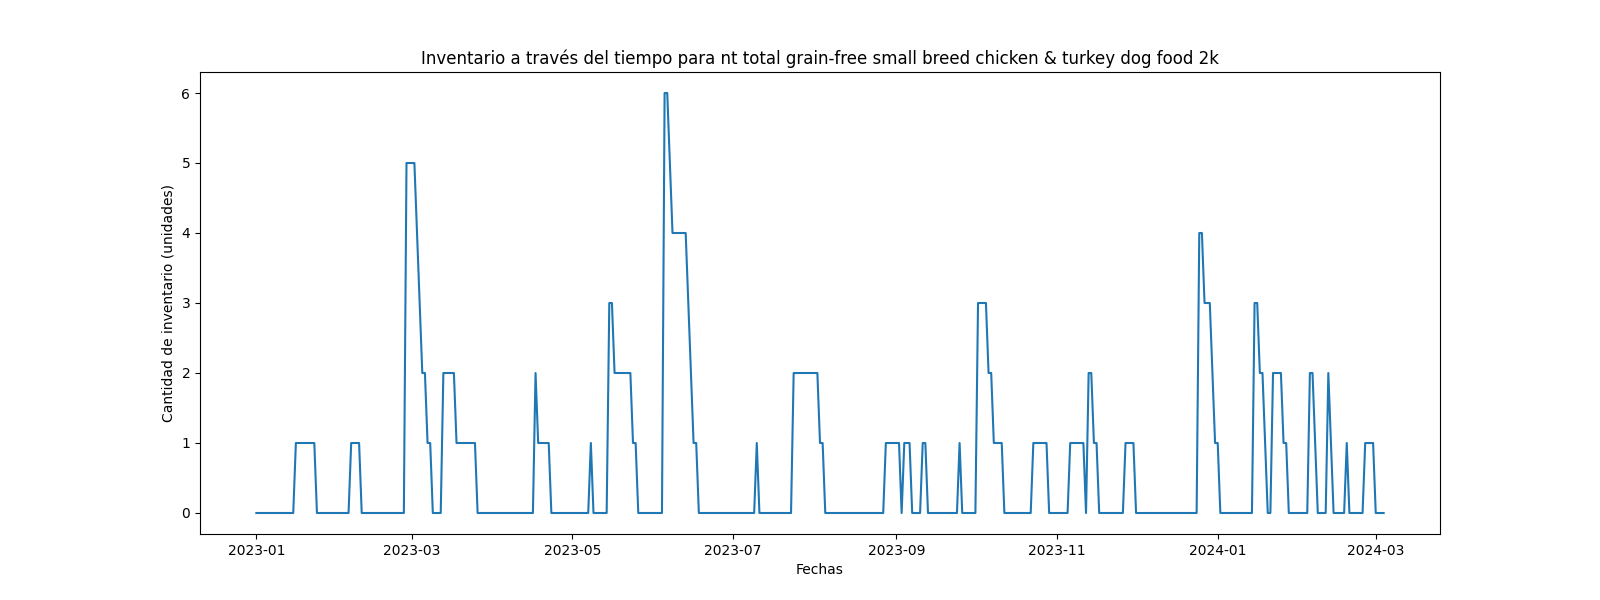 Inventario a través del tiempo para nt total grain-free small breed chicken & turkey dog food 2k
Cantidad de inventario (unidades)
6
5
4
3
2
1
0
2023-01 2023-03 2023-05 2023-07 2023-09 2023-11 2024-01 2024-03
Fechas